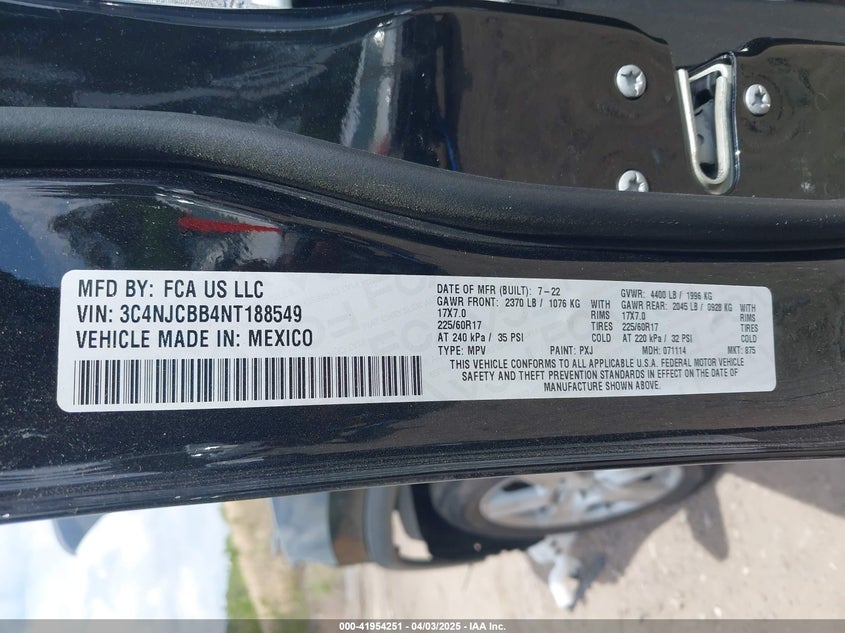 MFD BY: FCA US LLC
VIN: 3C4NJCBB4NT188549
VEHICLE MADE IN: MEXICO
DATE OF MFR (BUILT): 7-22 GVWR: 4400 LB / 1996 KG
GAWR FRONT: 2370 LB / 1076 KG GAWR REAR: 2045 LB / 0928 KG
17X7.0 RIMS 17X7.0 RIMS
225/60R17 TIRES 225/60R17 TIRES
AT 240 kPa / 35 PSI COLD AT 220 kPa / 32 PSI COLD
TYPE: MPV PAINT: PXJ MDH: 071114 MKT: 875
THIS VEHICLE CONFORMS TO ALL APPLICABLE U.S.A. FEDERAL MOTOR VEHICLE
SAFETY AND THEFT PREVENTION STANDARDS IN EFFECT ON THE DATE OF
MANUFACTURE SHOWN ABOVE.
000-41954251 - 04/03/2025 - IAA Inc.